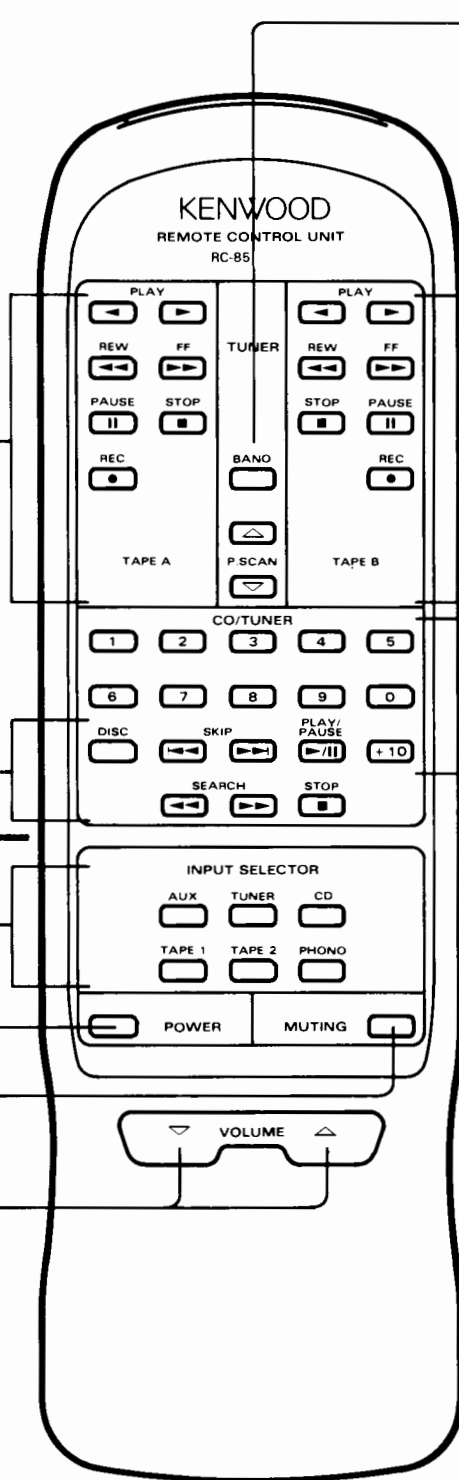 KENWOOD
REMOTE CONTROL UNIT
RC-85
PLAY PLAY
REW FF TUNER REW FF
PAUSE STOP STOP PAUSE
REC BAND REC
TAPE A P.SCAN TAPE B
CD/TUNER
1 2 3 4 5
6 7 8 9 0
DISC SKIP PLAY/
PAUSE
+10
SEARCH STOP
INPUT SELECTOR
AUX TUNER CD
TAPE 1 TAPE 2 PHONO
POWER MUTING
VOLUME